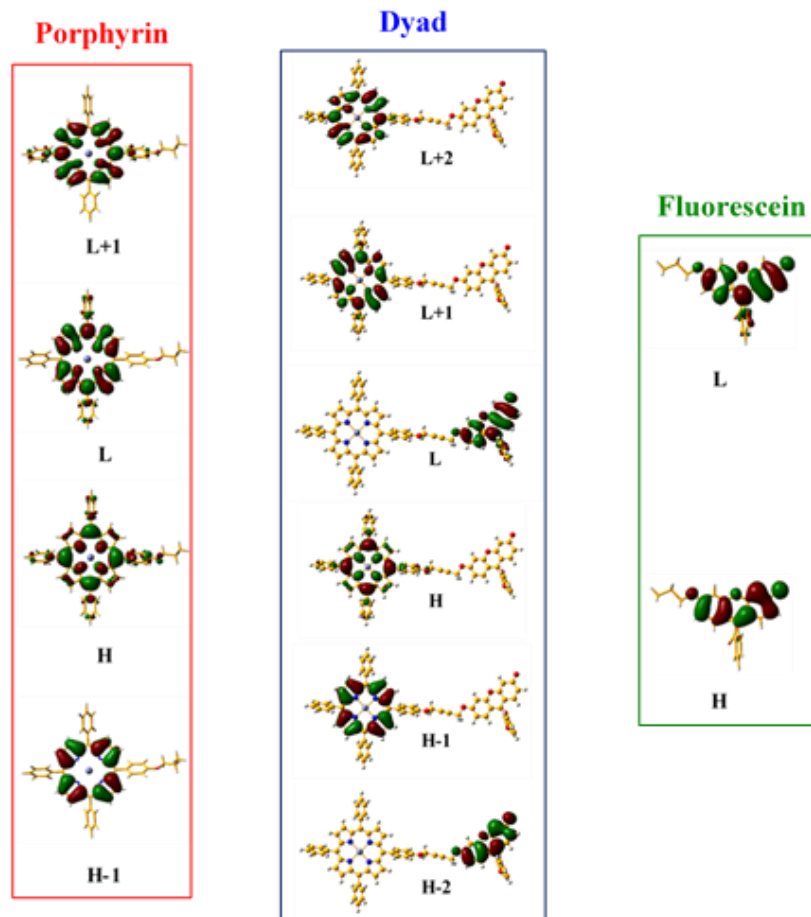 Porphyrin
L+1
L
H
H-1
Dyad
L+2
L+1
L
H
H-1
H-2
Fluorescein
L
H